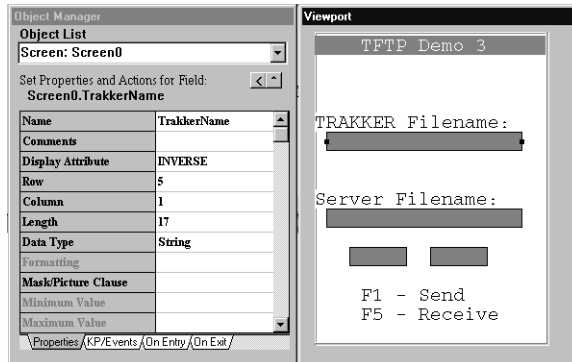 Object Manager
Object List
Screen: Screen0
Set Properties and Actions for Field:
Screen0.TrakkerName
Name TrakkerName
Comments
Display Attribute INVERSE
Row 5
Column 1
Length 17
Data Type String
Formatting
Mask/Picture Clause
Minimum Value
Maximum Value
Properties KP/Events On Entry On Exit
Viewport
TFTP Demo 3
TRAKKER Filename:
Server Filename:
F1 - Send
F5 - Receive